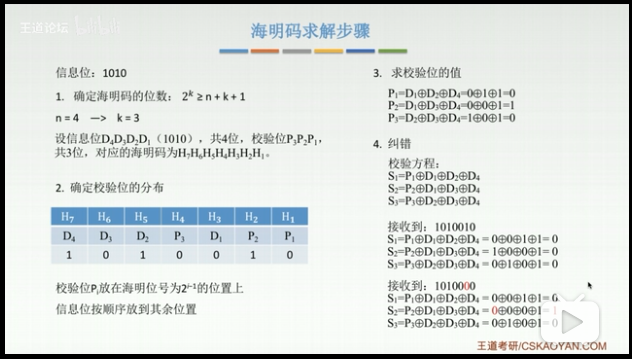 王道论坛 bilibili
海明码求解步骤
信息位：1010
1. 确定海明码的位数：2ᵏ ≥ n + k + 1
n = 4 —> k = 3
设信息位D₄D₃D₂D₁（1010），共4位，校验位P₃P₂P₁，
共3位，对应的海明码为H₇H₆H₅H₄H₃H₂H₁。
2. 确定校验位的分布
H₇ H₆ H₅ H₄ H₃ H₂ H₁
D₄ D₃ D₂ P₃ D₁ P₂ P₁
1 0 1 0 0 1 0
校验位Pᵢ放在海明位号为2ⁱ⁻¹的位置上
信息位按顺序放到其余位置
3. 求校验位的值
P₁=D₁⊕D₂⊕D₄=0⊕1⊕1=0
P₂=D₁⊕D₃⊕D₄=0⊕0⊕1=1
P₃=D₂⊕D₃⊕D₄=1⊕0⊕1=0
4. 纠错
校验方程：
S₁=P₁⊕D₁⊕D₂⊕D₄
S₂=P₂⊕D₁⊕D₃⊕D₄
S₃=P₃⊕D₂⊕D₃⊕D₄
接收到：1010010
S₁=P₁⊕D₁⊕D₂⊕D₄ = 0⊕0⊕1⊕1= 0
S₂=P₂⊕D₁⊕D₃⊕D₄ = 1⊕0⊕0⊕1= 0
S₃=P₃⊕D₂⊕D₃⊕D₄ = 0⊕1⊕0⊕1= 0
接收到：1010000
S₁=P₁⊕D₁⊕D₂⊕D₄ = 0⊕0⊕1⊕1= 0
S₂=P₂⊕D₁⊕D₃⊕D₄ = 0⊕0⊕0⊕1= 1
S₃=P₃⊕D₂⊕D₃⊕D₄ = 0⊕1⊕0⊕1= 0
王道考研/CSKAOYAN.COM